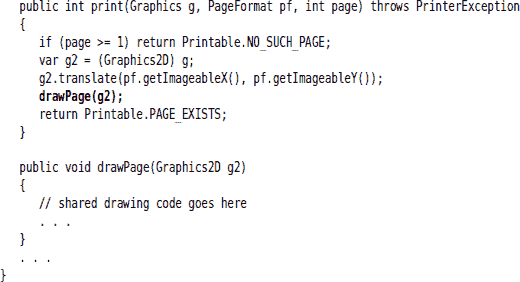 public int print(Graphics g, PageFormat pf, int page) throws PrinterException
{
if (page >= 1) return Printable.NO_SUCH_PAGE;
var g2 = (Graphics2D) g;
g2.translate(pf.getImageableX(), pf.getImageableY());
drawPage(g2);
return Printable.PAGE_EXISTS;
}
public void drawPage(Graphics2D g2)
{
// shared drawing code goes here
. . .
}
. . .
}